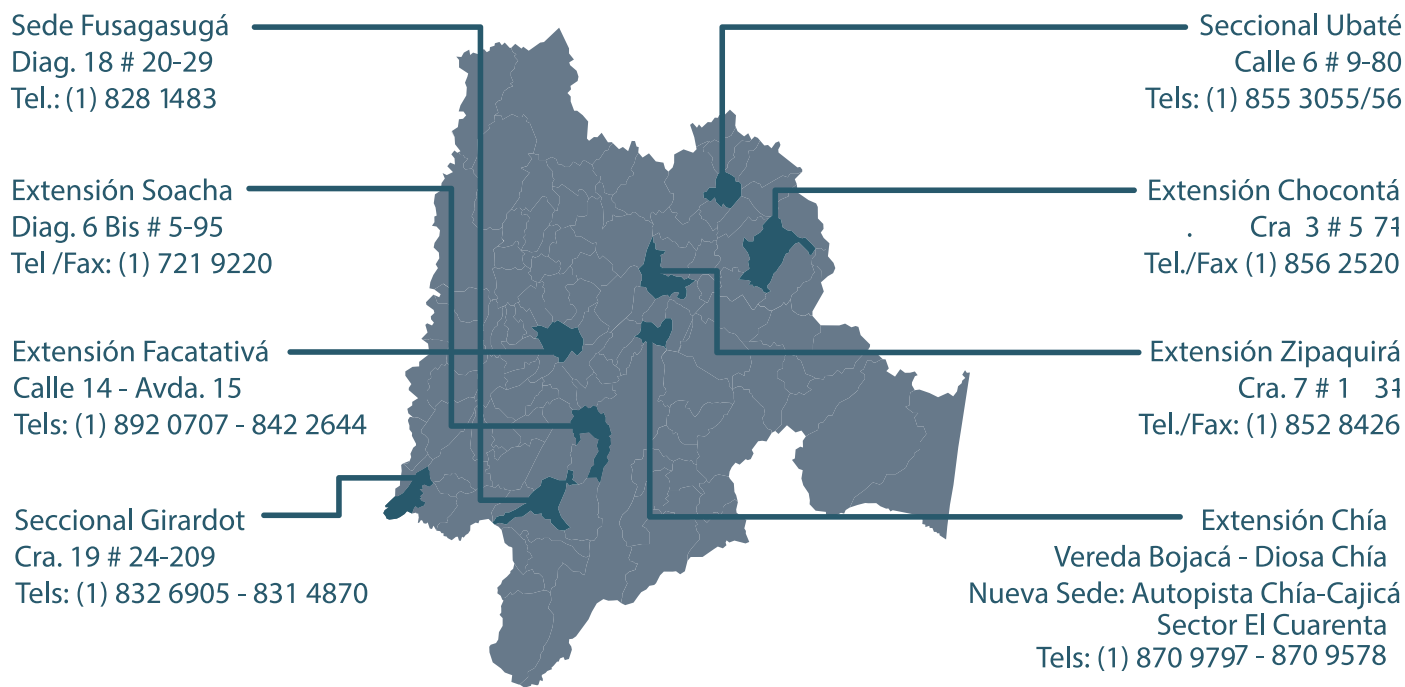 Sede Fusagasugá
Diag. 18 # 20-29
Tel.: (1) 828 1483
Extensión Soacha
Diag. 6 Bis # 5-95
Tel /Fax: (1) 721 9220
Extensión Facatativá
Calle 14 - Avda. 15
Tels: (1) 892 0707 - 842 2644
Seccional Girardot
Cra. 19 # 24-209
Tels: (1) 832 6905 - 831 4870
Seccional Ubaté
Calle 6 # 9-80
Tels: (1) 855 3055/56
Extensión Chocontá
. Cra 3 # 5 71
Tel./Fax (1) 856 2520
Extensión Zipaquirá
Cra. 7 # 1 31
Tel./Fax: (1) 852 8426
Extensión Chía
Vereda Bojacá - Diosa Chía
Nueva Sede: Autopista Chía-Cajicá
Sector El Cuarenta
Tels: (1) 870 9797 - 870 9578